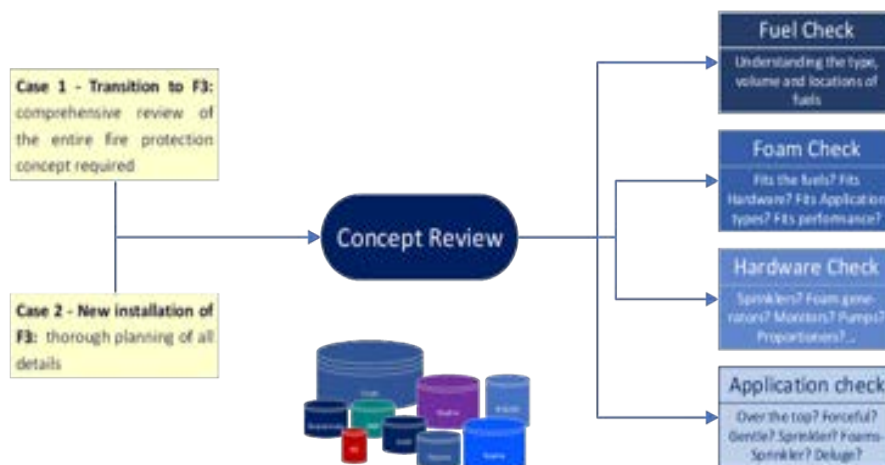 Case 1 - Transition to F3:
comprehensive review of
the entire fire protection
concept required
Case 2 - New installation of
F3: thorough planning of all
details
Concept Review
Fuel Check
Understanding the type,
volume and locations of
fuels
Foam Check
Fits the fuels? Fits
Hardware? Fits Application
types? Fits performance?
Hardware Check
Sprinklers? Foam gene-
rators? Monitors? Pumps?
Proportioners?...
Application check
Over the top? Forceful?
Gentle? Sprinkler? Foams-
Sprinkler? Deluge?